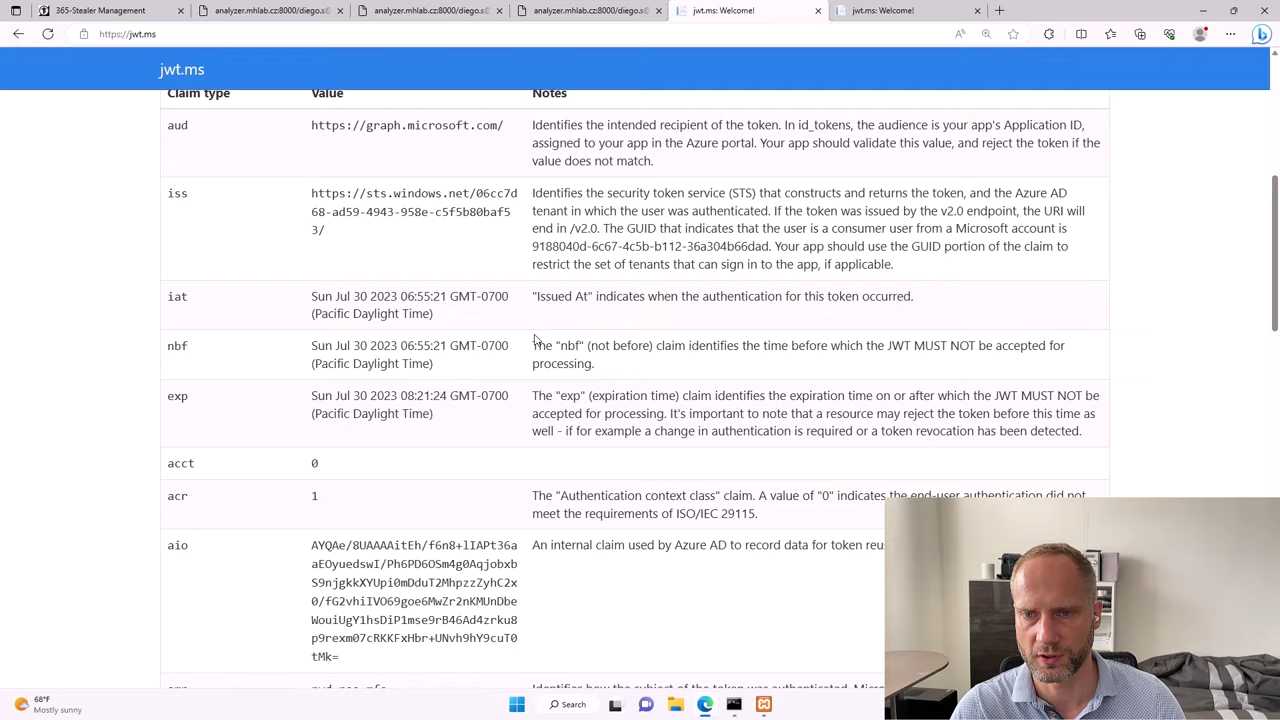 365-Stealer Management
analyzer.mhlab.cz:8000/diego.s@
analyzer.mhlab.cz:8000/diego.s@
analyzer.mhlab.cz:8000/diego.s@
jwt.ms: Welcome!
jwt.ms: Welcome!
https://jwt.ms
jwt.ms
Claim type Value Notes
aud https://graph.microsoft.com/ Identifies the intended recipient of the token. In id_tokens, the audience is your app's Application ID,
assigned to your app in the Azure portal. Your app should validate this value, and reject the token if the
value does not match.
iss https://sts.windows.net/06cc7d Identifies the security token service (STS) that constructs and returns the token, and the Azure AD
68-ad59-4943-958e-c5f5b80baf5 tenant in which the user was authenticated. If the token was issued by the v2.0 endpoint, the URI will
3/ end in /v2.0. The GUID that indicates that the user is a consumer user from a Microsoft account is
9188040d-6c67-4c5b-b112-36a304b66dad. Your app should use the GUID portion of the claim to
restrict the set of tenants that can sign in to the app, if applicable.
iat Sun Jul 30 2023 06:55:21 GMT-0700 "Issued At" indicates when the authentication for this token occurred.
(Pacific Daylight Time)
nbf Sun Jul 30 2023 06:55:21 GMT-0700 The "nbf" (not before) claim identifies the time before which the JWT MUST NOT be accepted for
(Pacific Daylight Time) processing.
exp Sun Jul 30 2023 08:21:24 GMT-0700 The "exp" (expiration time) claim identifies the expiration time on or after which the JWT MUST NOT be
(Pacific Daylight Time) accepted for processing. It's important to note that a resource may reject the token before this time as
well - if for example a change in authentication is required or a token revocation has been detected.
acct 0
acr 1 The "Authentication context class" claim. A value of "0" indicates the end-user authentication did not
meet the requirements of ISO/IEC 29115.
aio AYQAe/8UAAAAitEh/f6n8+lIAPt36a An internal claim used by Azure AD to record data for token reu
aEOyuedswI/Ph6PD6OSm4g0Aqjobxb
S9njgkkXYUpi0mDduT2MhpzzZyhC2x
0/fG2vhiIVO69goe6MwZr2nKMUnDbe
WouiUgY1hsDiP1mse9rB46Ad4zrku8
p9rexm07cRKKFxHbr+UNvh9hY9cuT0
tMk=
68°F
Mostly sunny
Search